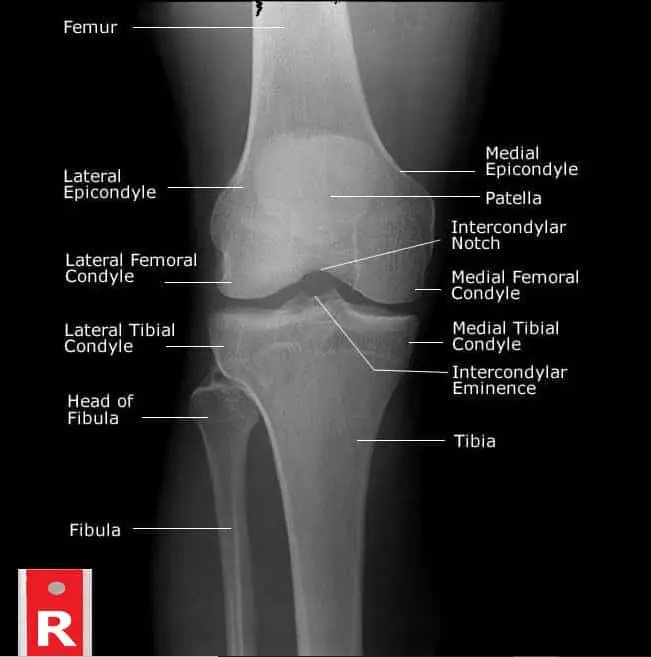 Femur
Lateral
Epicondyle
Lateral Femoral
Condyle
Lateral Tibial
Condyle
Head of
Fibula
Fibula
Medial
Epicondyle
Patella
Intercondylar
Notch
Medial Femoral
Condyle
Medial Tibial
Condyle
Intercondylar
Eminence
Tibia
R